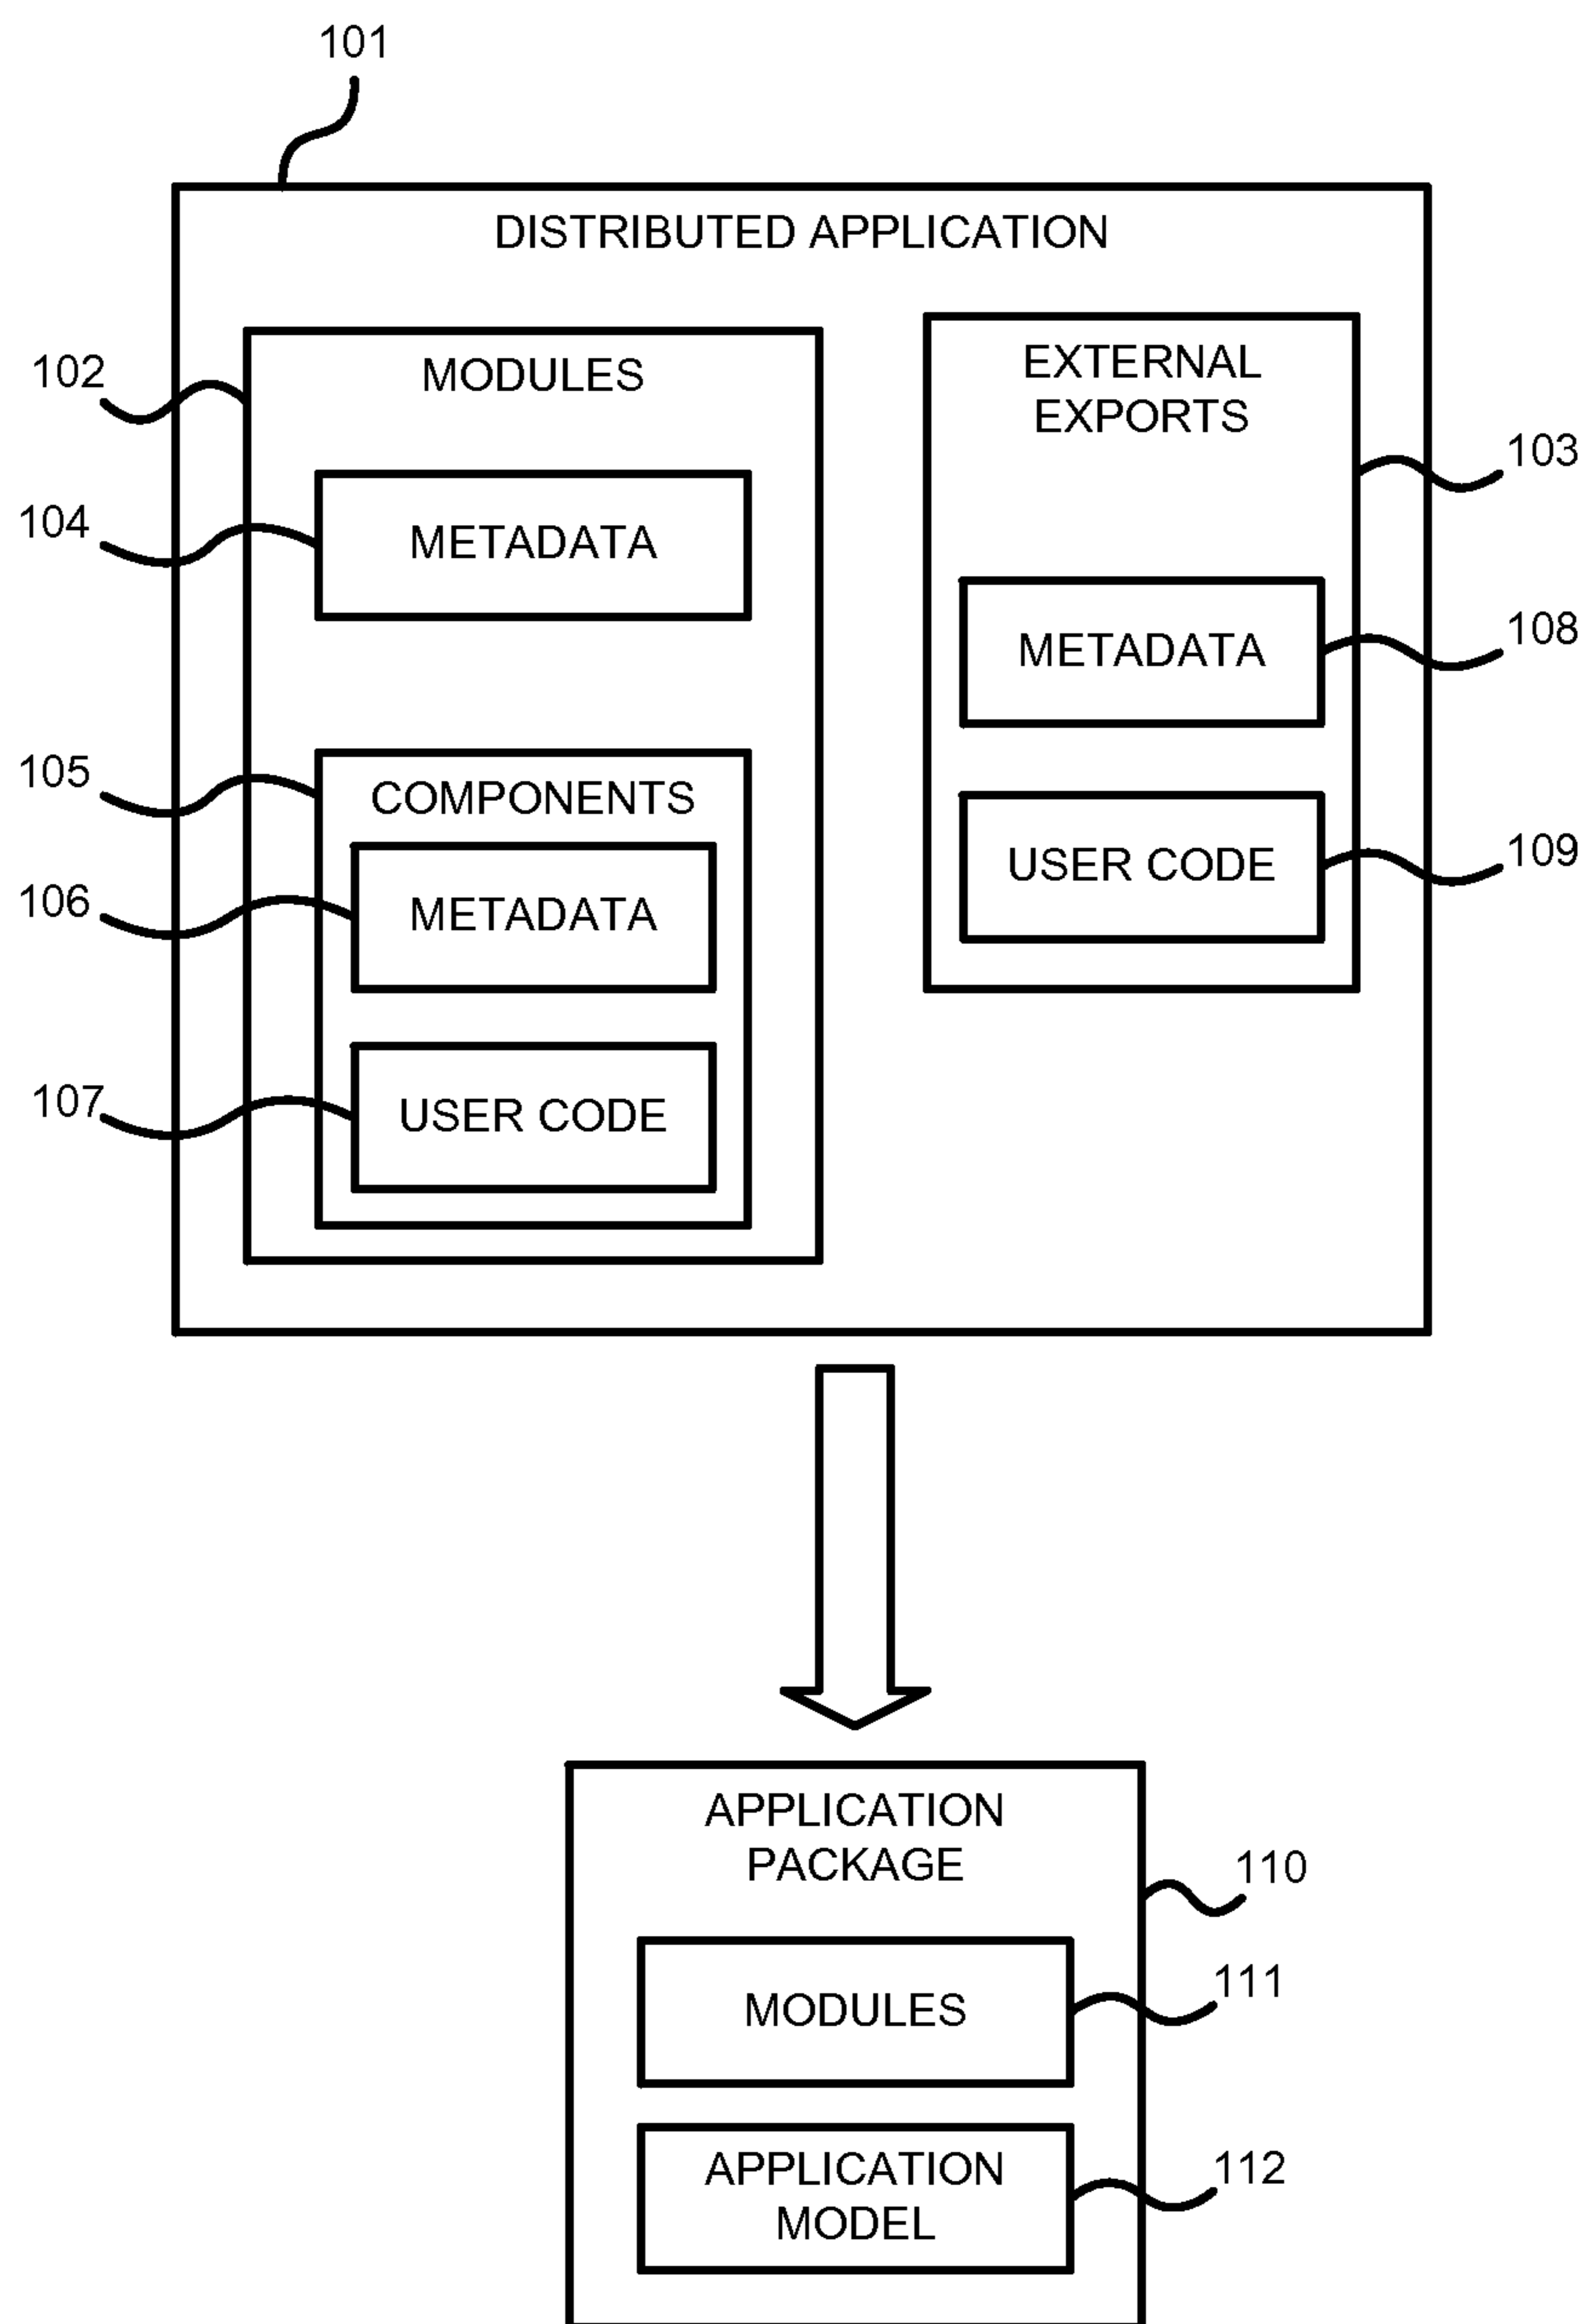 101
DISTRIBUTED APPLICATION
102
MODULES
EXTERNAL
EXPORTS
103
104
METADATA
METADATA
108
105
COMPONENTS
USER CODE
109
106
METADATA
107
USER CODE
APPLICATION
PACKAGE
110
MODULES
111
APPLICATION
MODEL
112